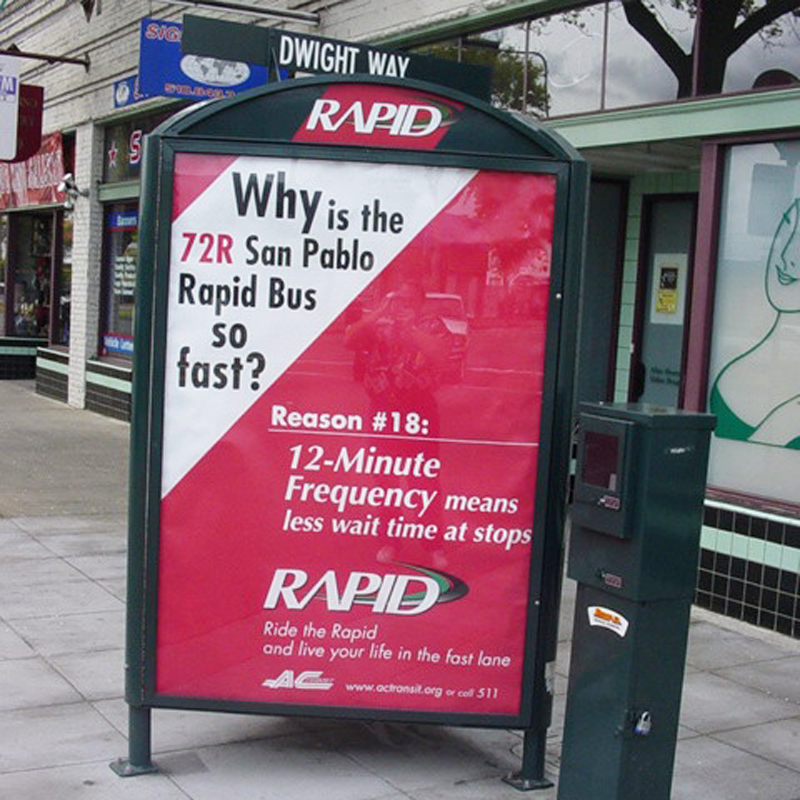 SIG
DWIGHT WAY
RAPID
Why is the
72R San Pablo
Rapid Bus
so
fast?
Reason #18:
12-Minute
Frequency means
less wait time at stops
RAPID
Ride the Rapid
and live your life in the fast lane
AC
www.actransit.org or call 511
Banners